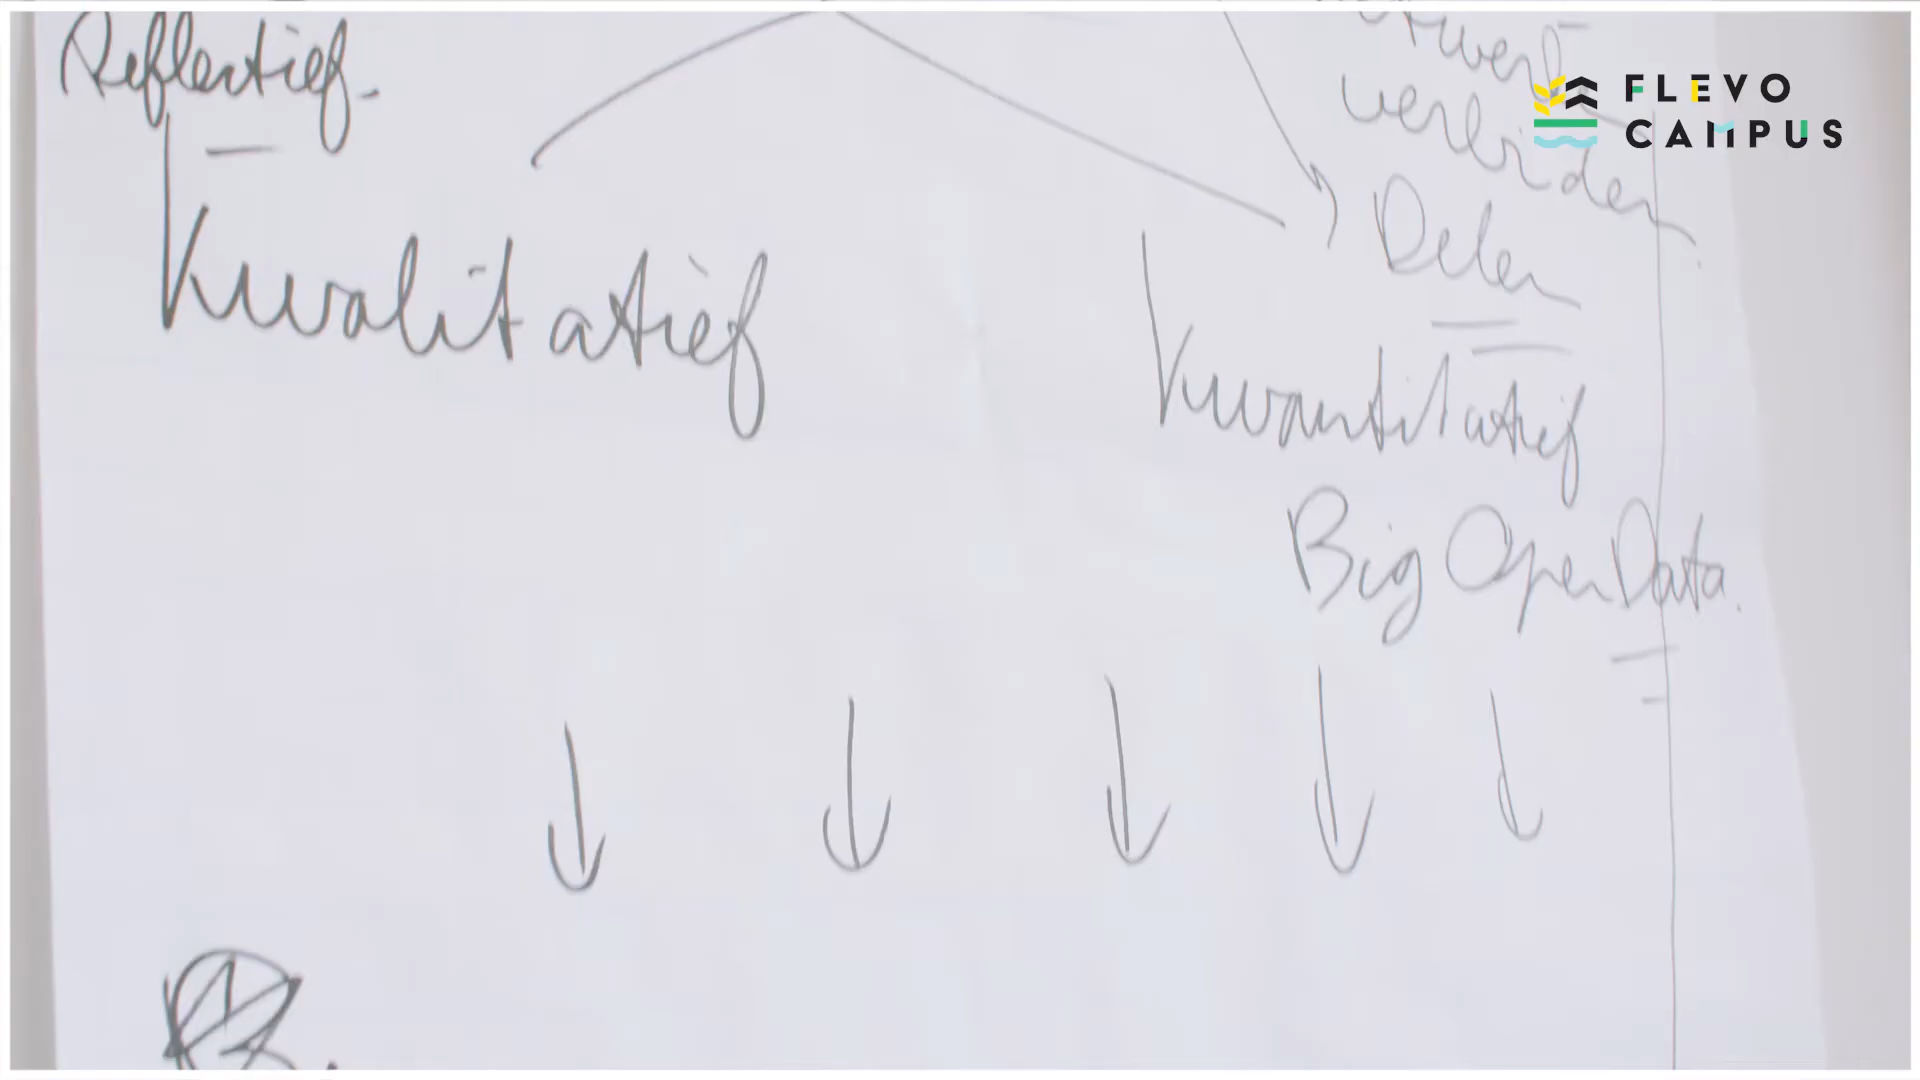 Reflectief.
Kwalitatief
verbinden
Delen
Kwantitatief
Big Open Data.
FLEVO
CAMPUS